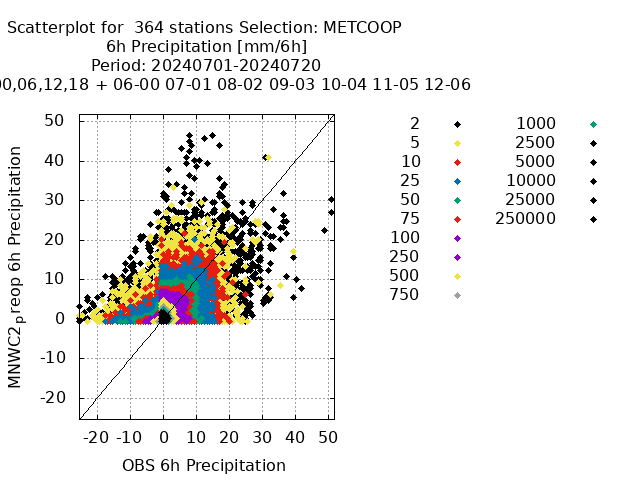 Scatterplot for 364 stations Selection: METCOOP
6h Precipitation [mm/6h]
Period: 20240701-20240720
00,06,12,18 + 06-00 07-01 08-02 09-03 10-04 11-05 12-06
50
40
30
20
10
0
-10
-20
MNWC2preop 6h Precipitation
-20 -10 0 10 20 30 40 50
OBS 6h Precipitation
2 1000
5 2500
10 5000
25 10000
50 25000
75 250000
100
250
500
750